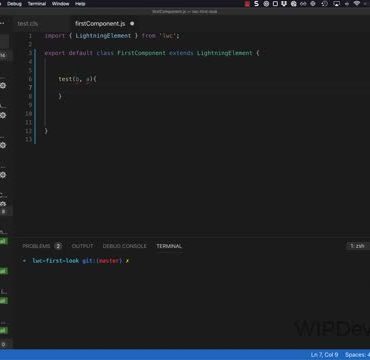 Debug Terminal Window Help
firstComponent.js — lwc-first-look
test.cls firstComponent.js
1 import { LightningElement } from 'lwc';
2
3 export default class FirstComponent extends LightningElement {
4
5
6 test(b, a){
7
8 }
9
10
11
12 }
13
PROBLEMS 2 OUTPUT DEBUG CONSOLE TERMINAL 1: zsh
➜ lwc-first-look git:(master) ✗
WIPDev
Ln 7, Col 9 Spaces: